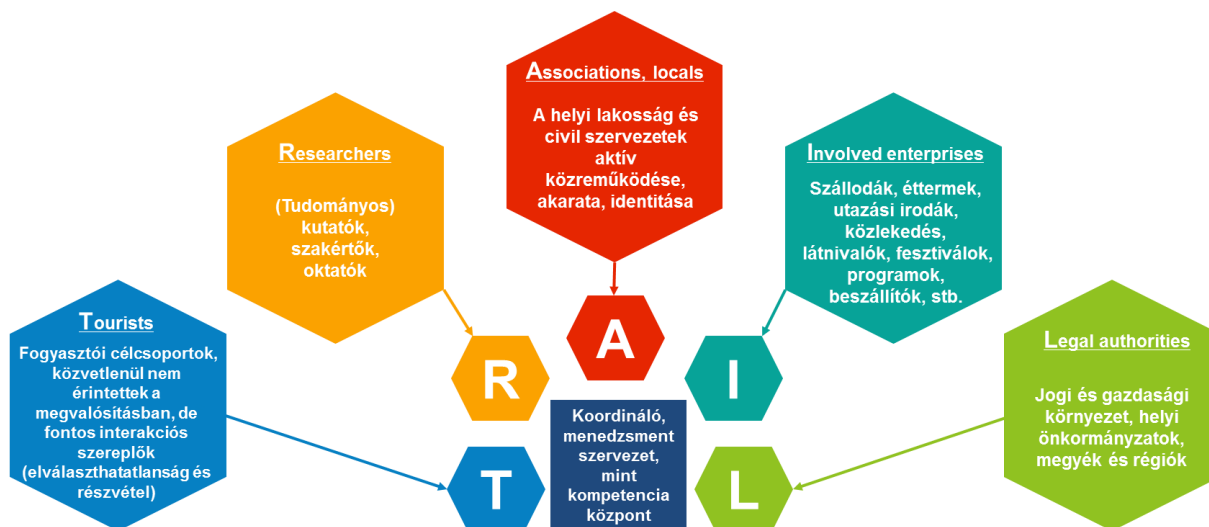 Tourists
Fogyasztói célcsoportok,
közvetlenül nem
érintettek a
megvalósításban, de
fontos interakciós
szereplők
(elválaszthatatlanság és
részvétel)
Researchers
(Tudományos)
kutatók,
szakértők,
oktatók
Associations, locals
A helyi lakosság és
civil szervezetek
aktív
közreműködése,
akarata, identitása
Involved enterprises
Szállodák, éttermek,
utazási irodák,
közlekedés,
látnivalók, fesztiválok,
programok,
beszállítók, stb.
Legal authorities
Jogi és gazdasági
környezet, helyi
önkormányzatok,
megyék és régiók
T
R
A
I
L
Koordináló,
menedzsment
szervezet,
mint
kompetencia
központ